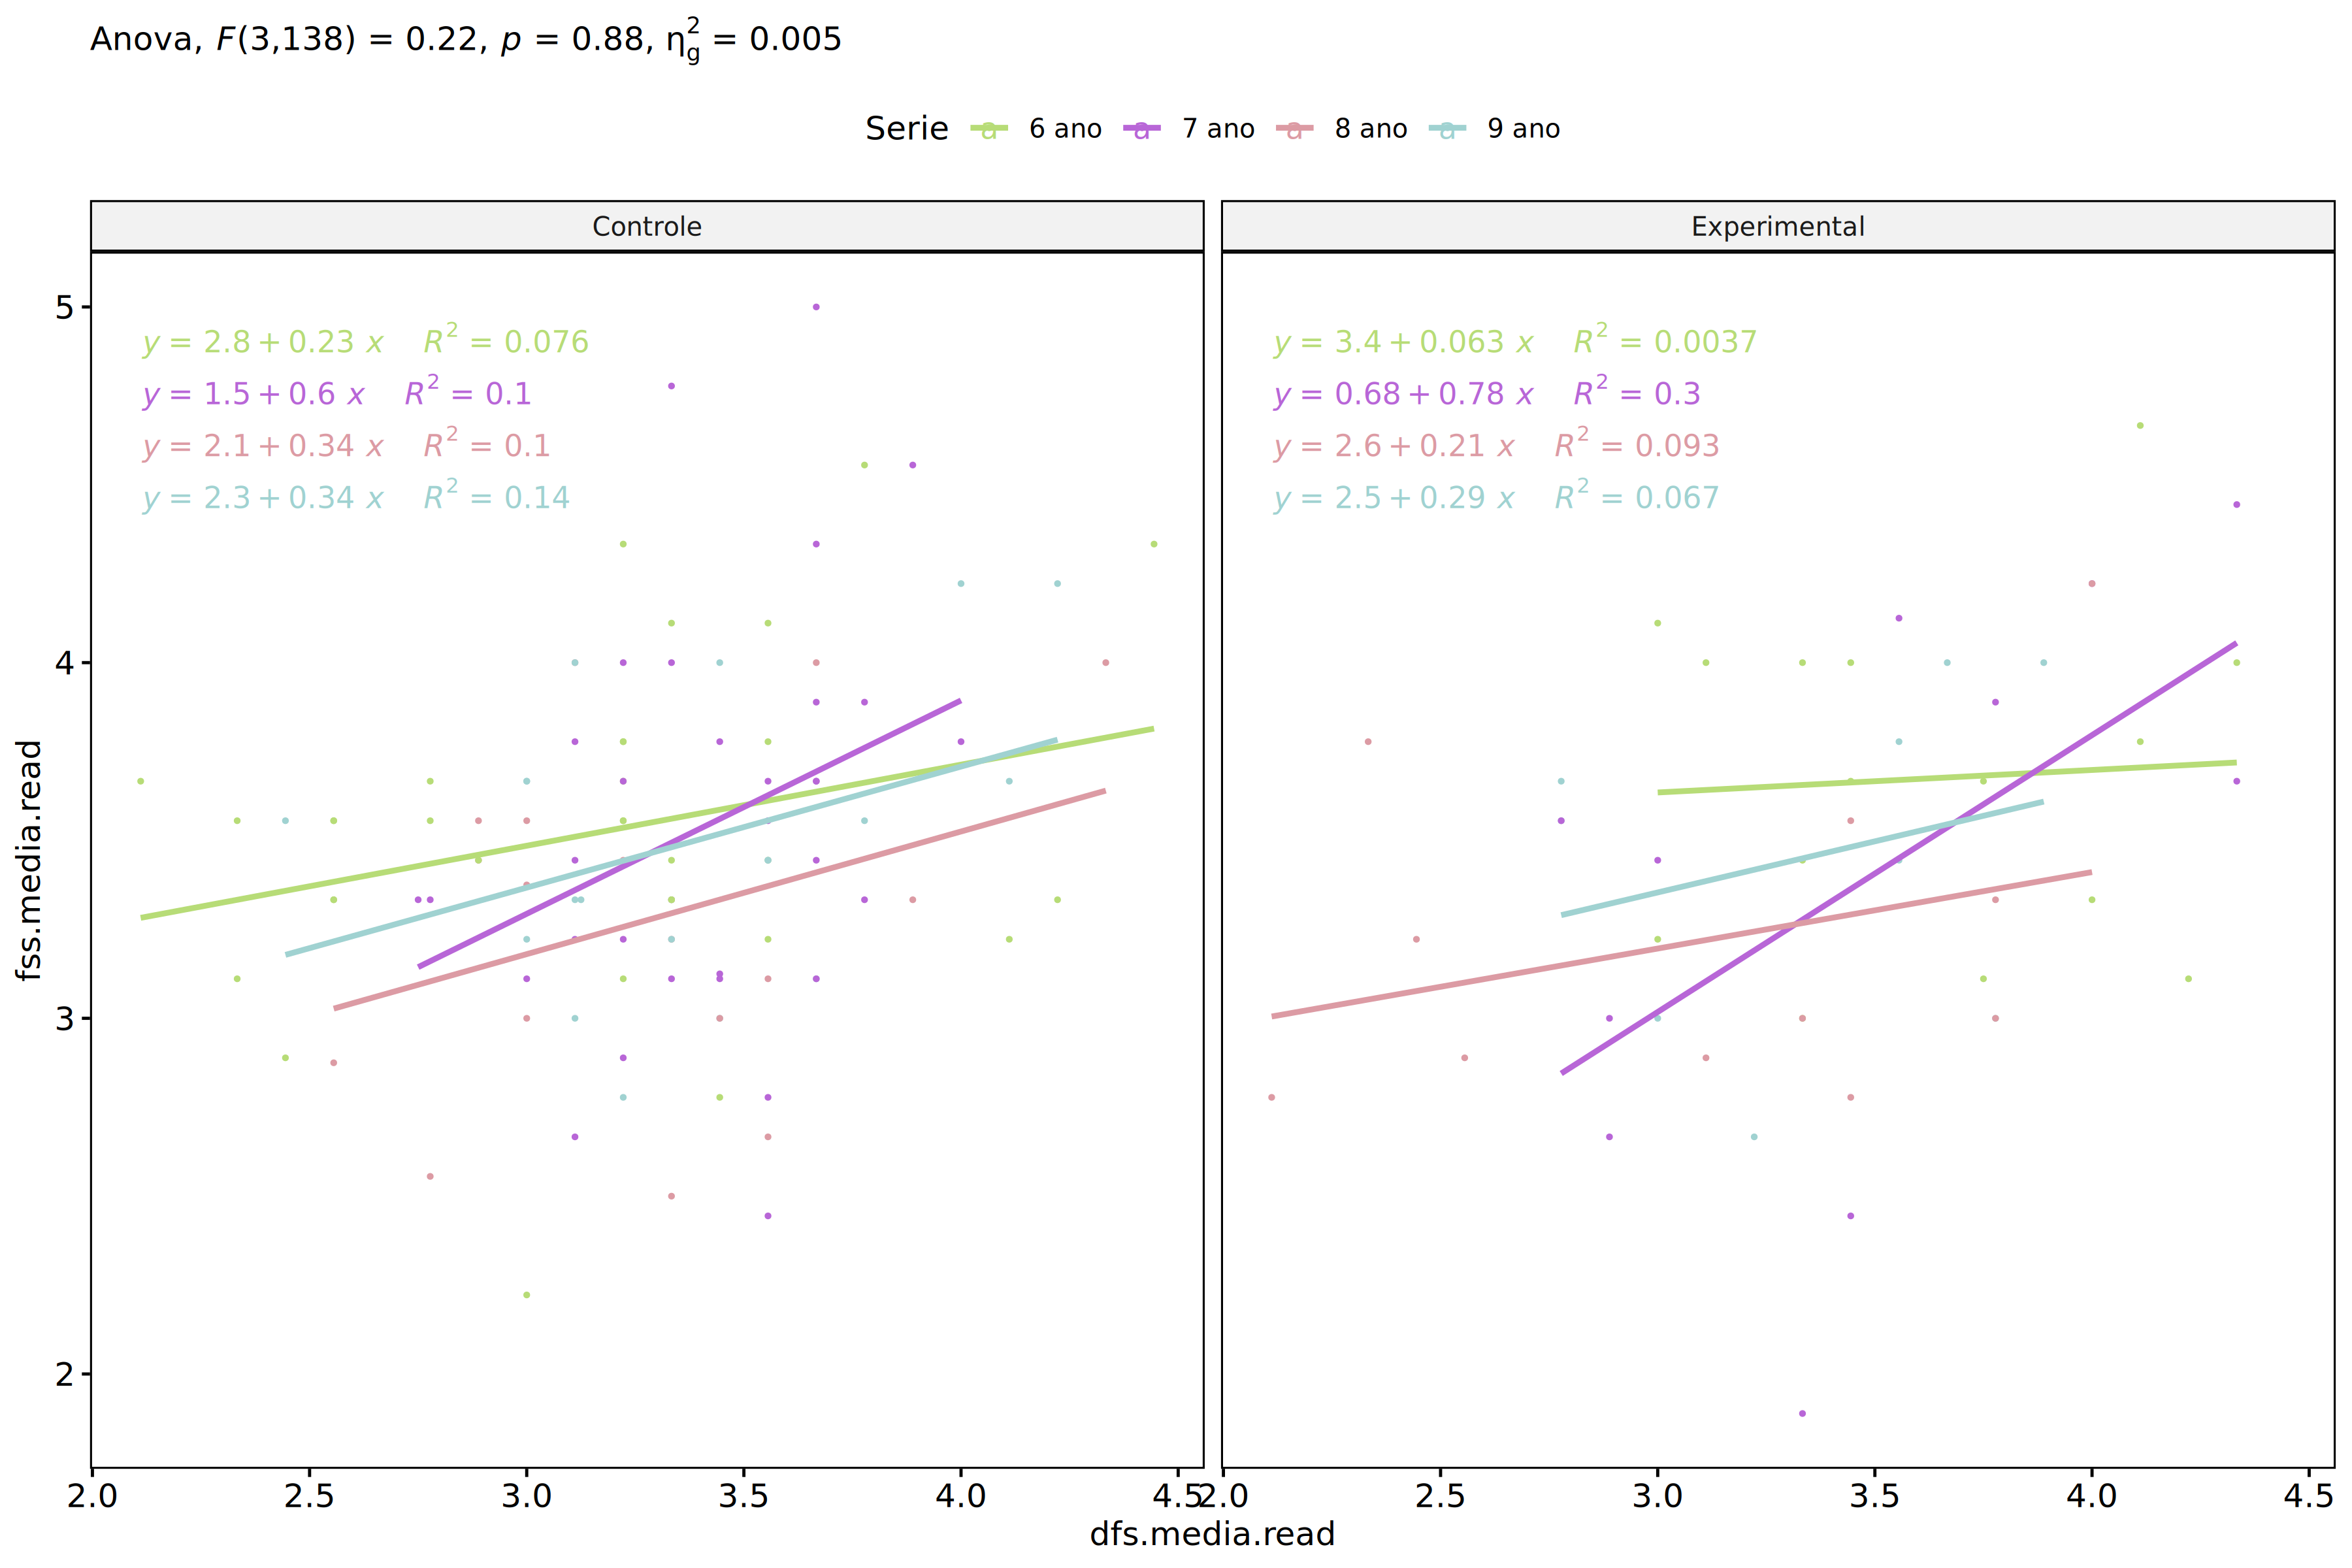 Anova, F(3,138) = 0.22, p = 0.88, η²g = 0.005
Serie a 6 ano a 7 ano a 8 ano a 9 ano
Controle
Experimental
y = 2.8 + 0.23 x R² = 0.076
y = 1.5 + 0.6 x R² = 0.1
y = 2.1 + 0.34 x R² = 0.1
y = 2.3 + 0.34 x R² = 0.14
y = 3.4 + 0.063 x R² = 0.0037
y = 0.68 + 0.78 x R² = 0.3
y = 2.6 + 0.21 x R² = 0.093
y = 2.5 + 0.29 x R² = 0.067
5
4
3
2
fss.media.read
2.0 2.5 3.0 3.5 4.0 4.5
2.0 2.5 3.0 3.5 4.0 4.5
dfs.media.read